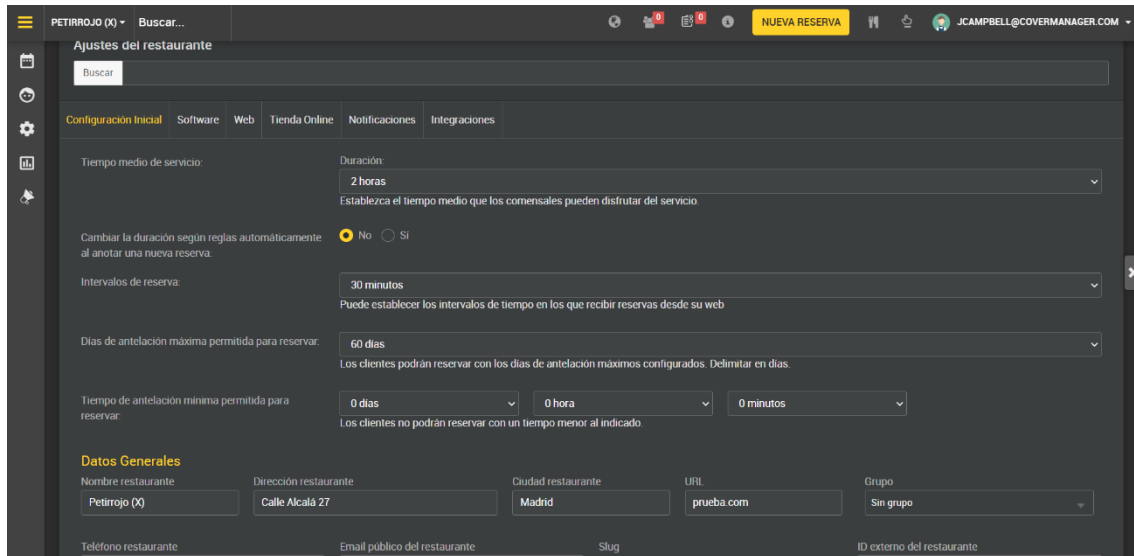 PETIRROJO (X) Buscar... 0 0 NUEVA RESERVA JCAMPBELL@COVERMANAGER.COM
Ajustes del restaurante
Buscar
Configuración Inicial Software Web Tienda Online Notificaciones Integraciones
Tiempo medio de servicio: Duración:
2 horas
Establezca el tiempo medio que los comensales pueden disfrutar del servicio.
Cambiar la duración según reglas automáticamente No Sí
al anotar una nueva reserva:
Intervalos de reserva: 30 minutos
Puede establecer los intervalos de tiempo en los que recibir reservas desde su web
Días de antelación máxima permitida para reservar: 60 días
Los clientes podrán reservar con los días de antelación máximos configurados. Delimitar en días.
Tiempo de antelación mínima permitida para 0 días 0 hora 0 minutos
reservar:
Los clientes no podrán reservar con un tiempo menor al indicado.
Datos Generales
Nombre restaurante Dirección restaurante Ciudad restaurante URL Grupo
Petirrojo (X) Calle Alcalá 27 Madrid prueba.com Sin grupo
Teléfono restaurante Email público del restaurante Slug ID externo del restaurante